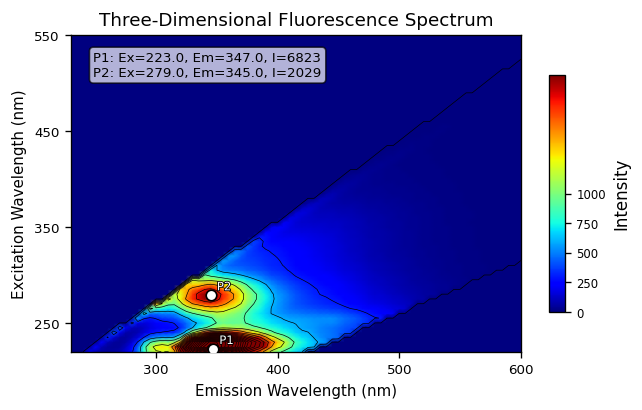 Three-Dimensional Fluorescence Spectrum
P1: Ex=223.0, Em=347.0, I=6823
P2: Ex=279.0, Em=345.0, I=2029
550
450
350
250
Excitation Wavelength (nm)
P2
P1
300
400
500
600
Emission Wavelength (nm)
1000
750
500
250
0
Intensity